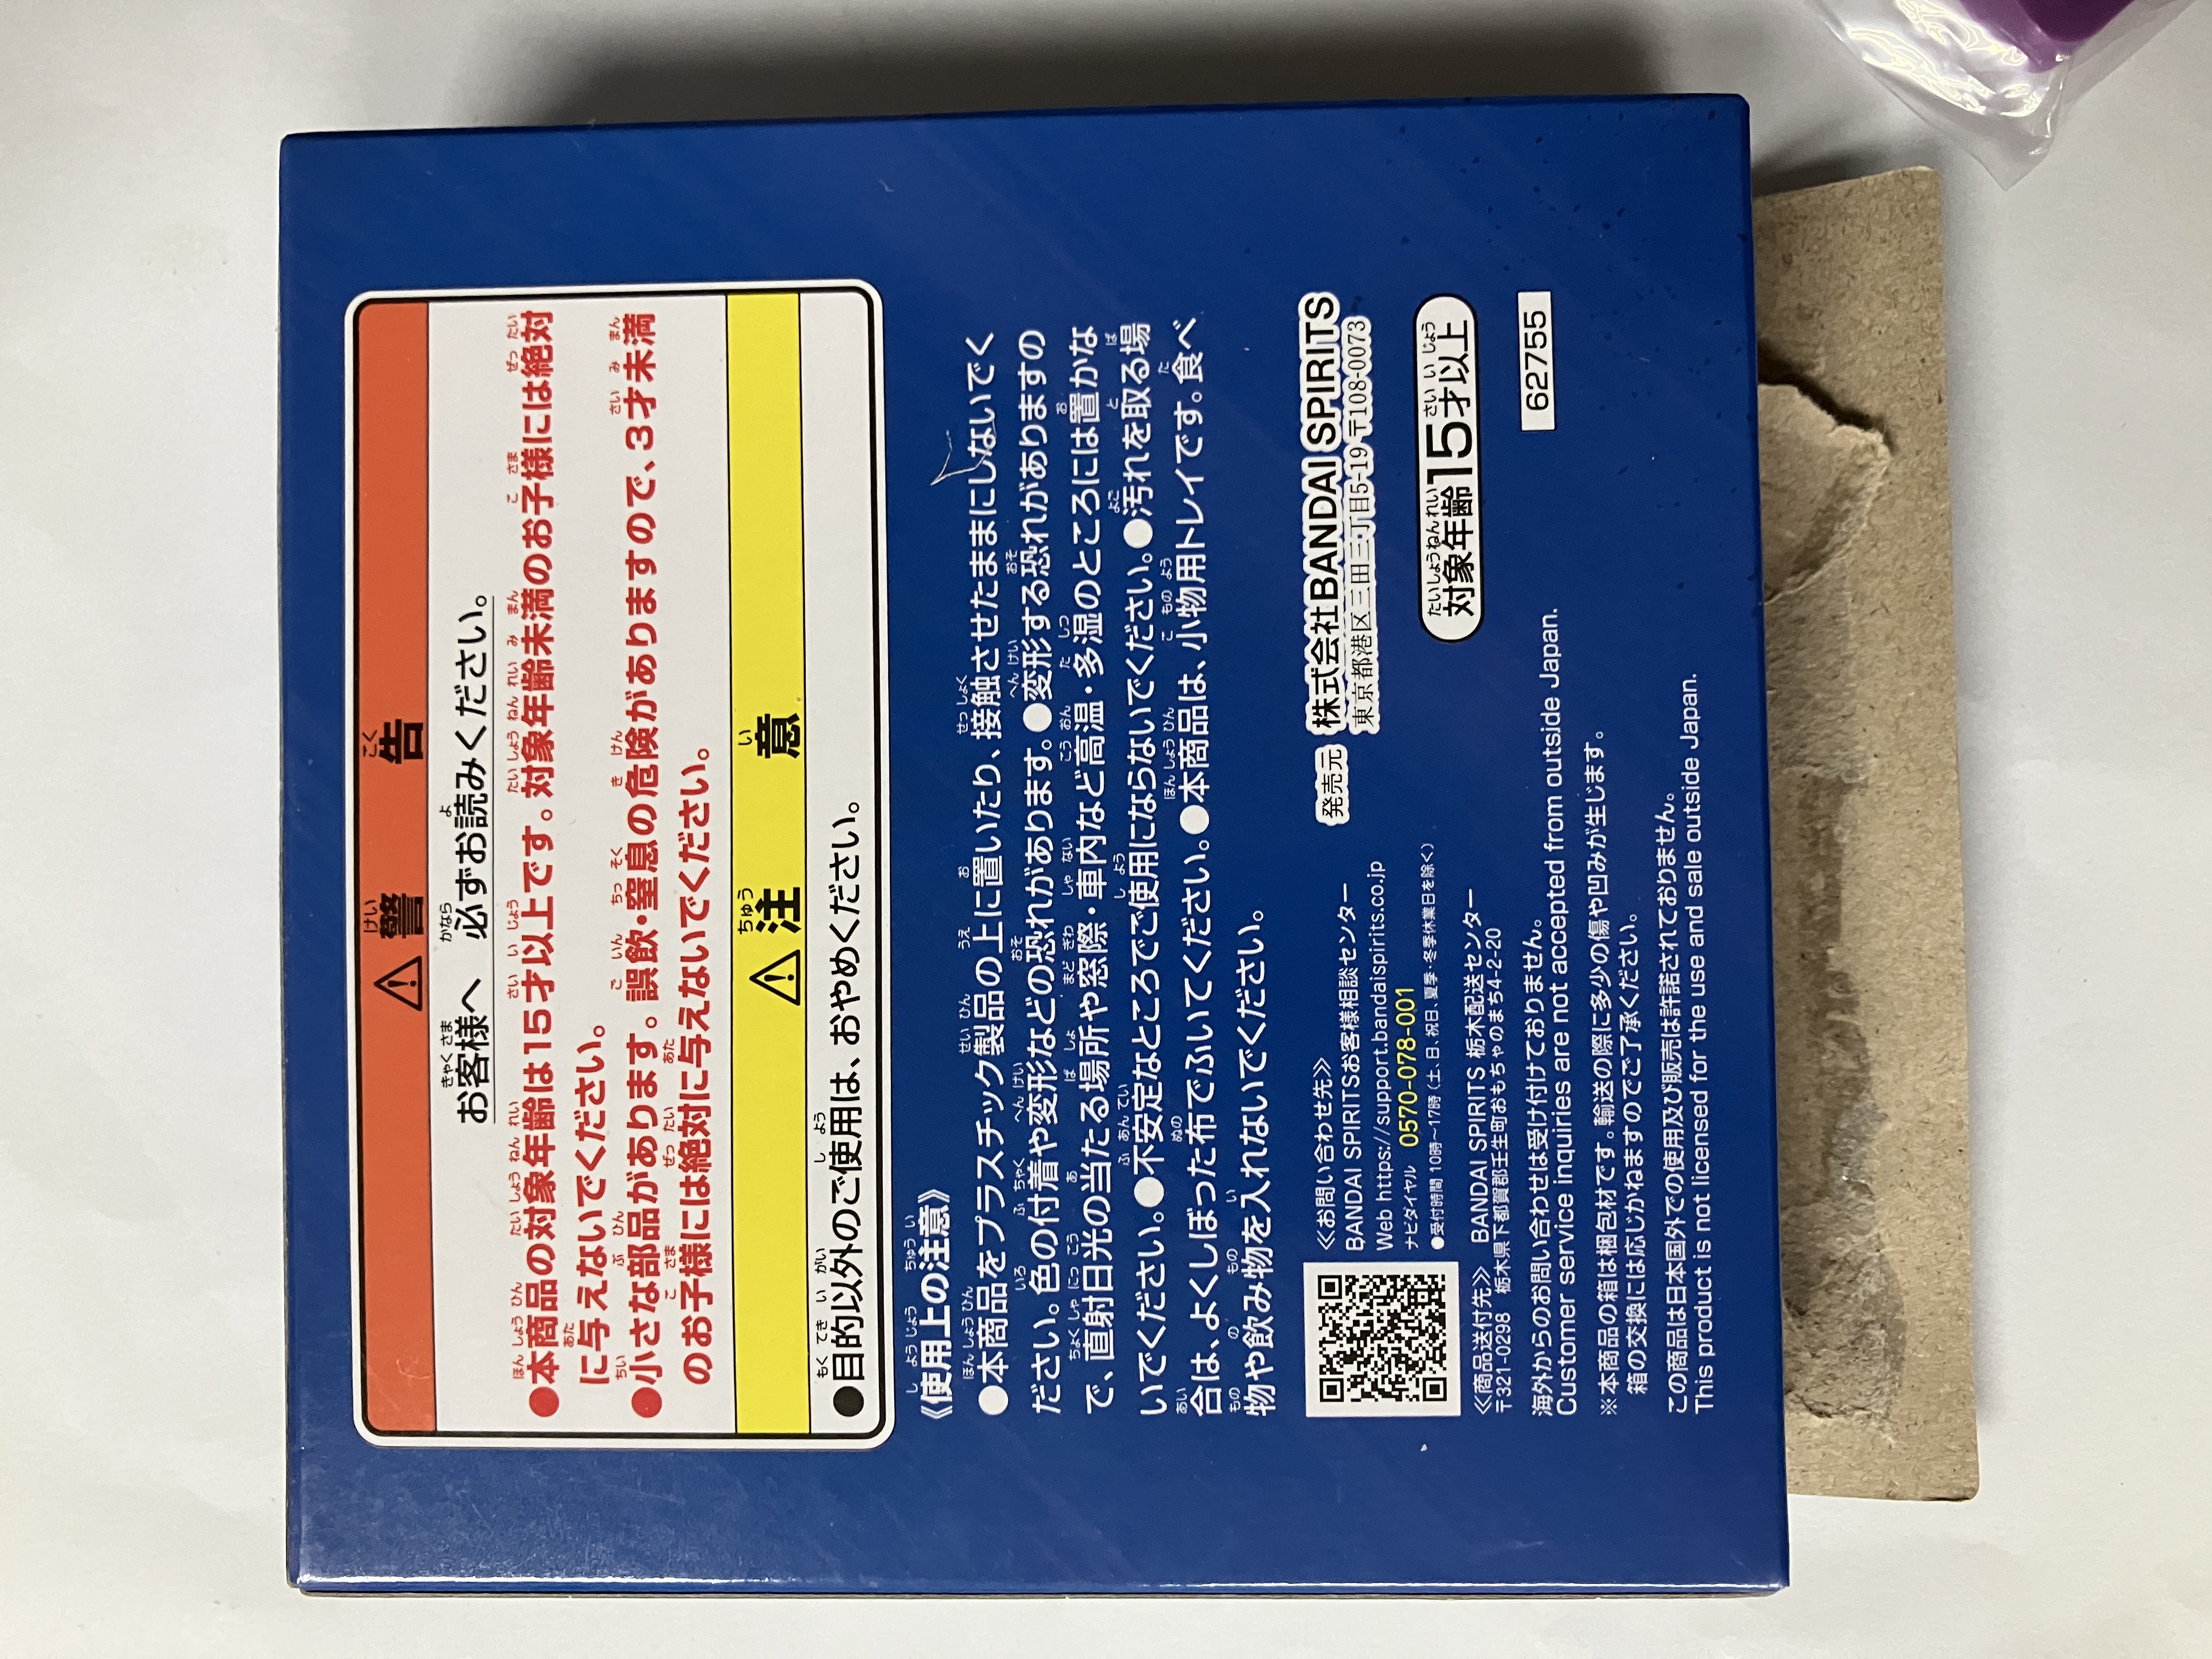 ⚠ 警告
お客様へ 必ずお読みください。
●本商品の対象年齢は15才以上です。対象年齢未満のお子様には絶対
に与えないでください。
●小さな部品があります。誤飲・窒息の危険がありますので、3才未満
のお子様には絶対に与えないでください。
⚠ 注意
●目的以外のご使用は、おやめください。
《使用上の注意》
●本商品をプラスチック製品の上に置いたり、接触させたままにしないでく
ださい。色の付着や変形などの恐れがあります。●変形する恐れがありますの
で、直射日光の当たる場所や窓際・車内など高温・多湿のところには置かな
いでください。●不安定なところでご使用にならないでください。●汚れを取る場
合は、よくしぼった布でふいてください。●本商品は、小物用トレイです。食べ
物や飲み物を入れないでください。
《お問い合わせ先》
BANDAI SPIRITSお客様相談センター
Web https://support.bandaispirits.co.jp
ナビダイヤル 0570-078-001
●受付時間 10時～17時（土、日、祝日、夏季・冬季休業日を除く）
《商品送付先》 BANDAI SPIRITS 栃木配送センター
〒321-0298 栃木県下都賀郡壬生町おもちゃのまち4-2-20
海外からのお問い合わせは受け付けておりません。
Customer service inquiries are not accepted from outside Japan.
※本商品の箱は梱包材です。輸送の際に多少の傷や凹みが生じます。
箱の交換には応じかねますのでご了承ください。
この商品は日本国外での使用及び販売は許諾されておりません。
This product is not licensed for the use and sale outside Japan.
発売元 株式会社BANDAI SPIRITS
東京都港区三田三丁目5-19 〒108-0073
対象年齢15才以上
62755